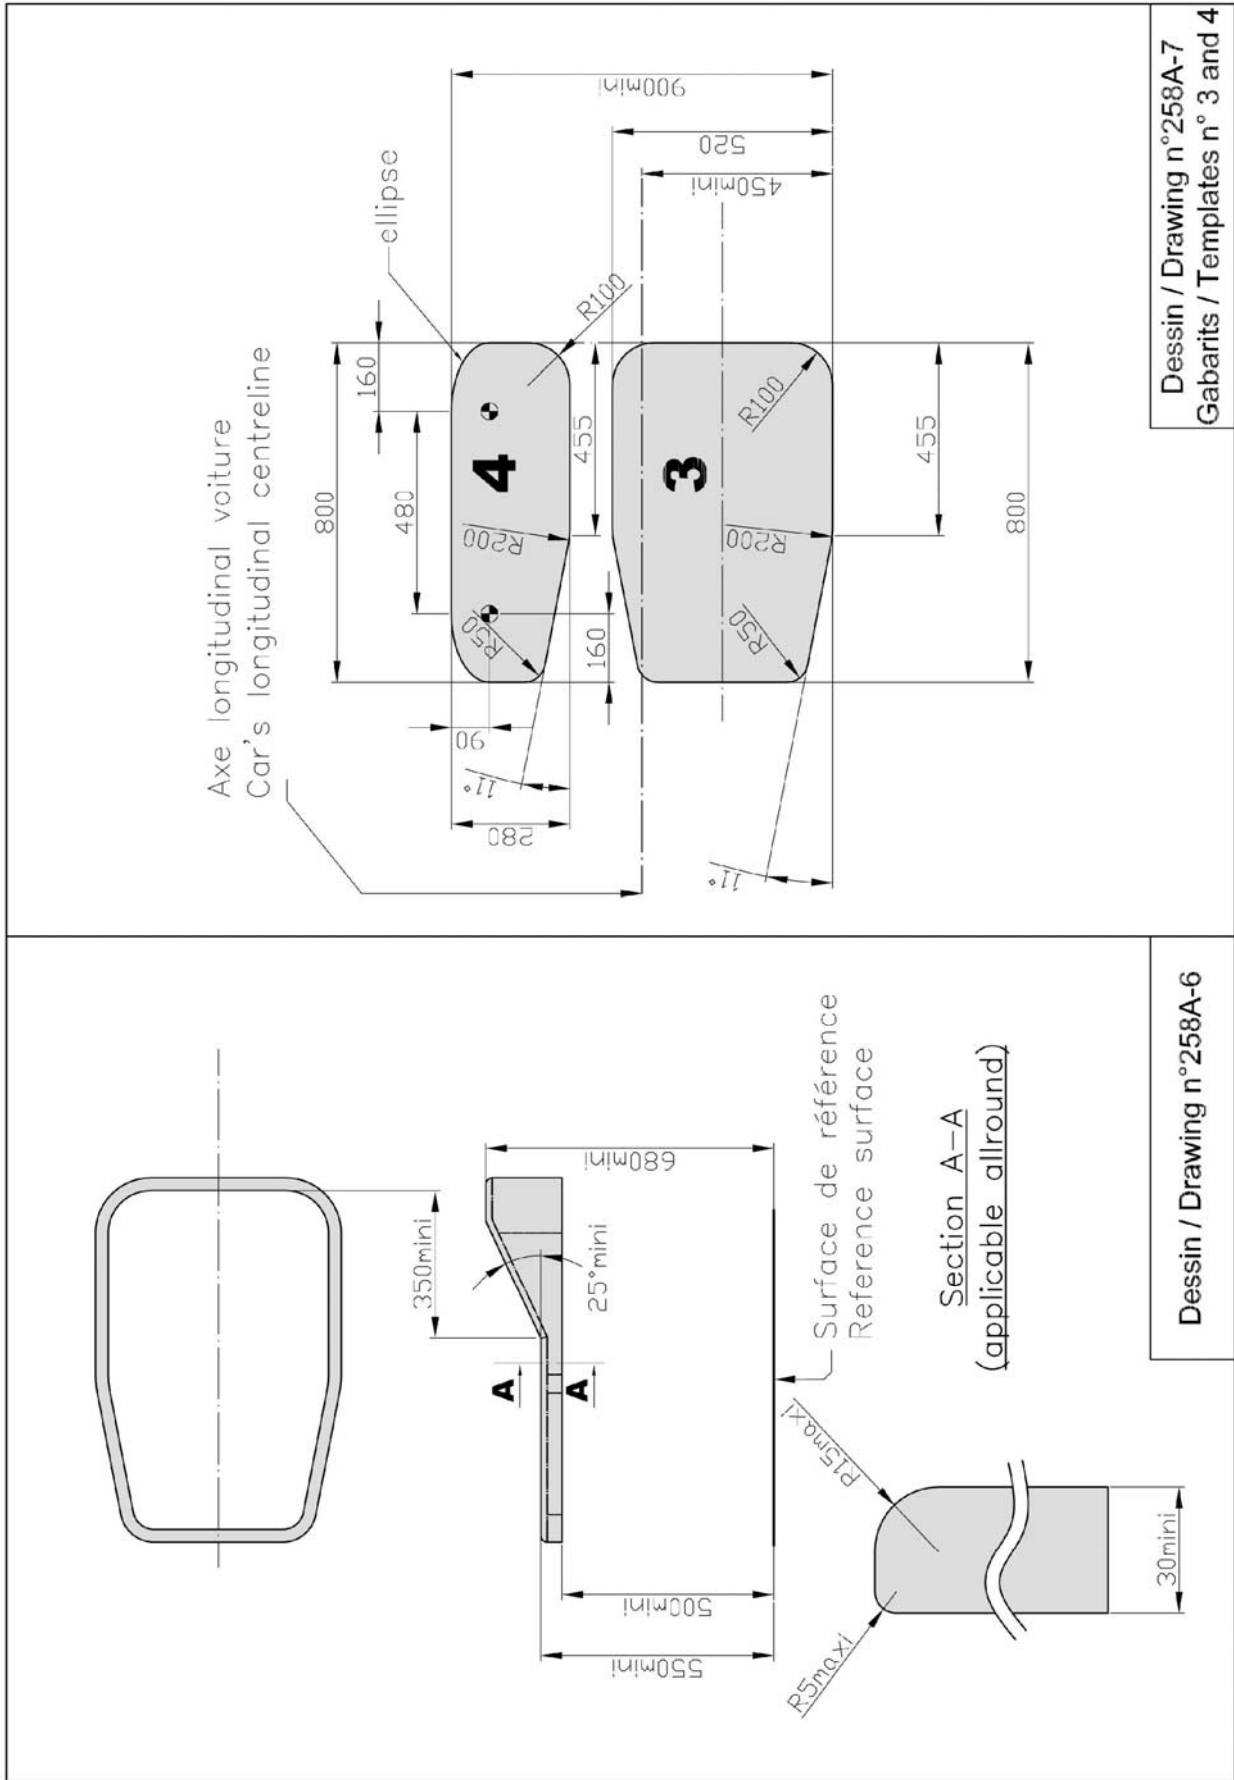 Axe longitudinal voiture
Car's longitudinal centreline
ellipse
800
160
480
90
280
11°
4
R50
R200
R100
455
160
900mini
520
450mini
3
R50
R200
R100
11°
455
800
Dessin / Drawing n°258A-7
Gabarits / Templates n° 3 and 4
350mini
680mini
25°mini
A
A
500mini
550mini
Surface de référence
Reference surface
Section A-A
(applicable allround)
R15maxi
R5maxi
30mini
Dessin / Drawing n°258A-6